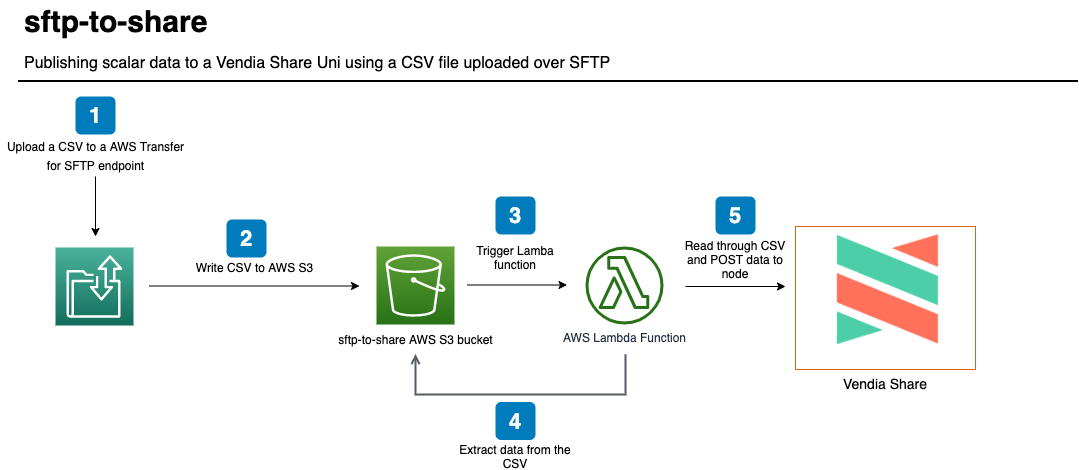 sftp-to-share
Publishing scalar data to a Vendia Share Uni using a CSV file uploaded over SFTP
1
Upload a CSV to a AWS Transfer
for SFTP endpoint
2
Write CSV to AWS S3
sftp-to-share AWS S3 bucket
3
Trigger Lamba
function
AWS Lambda Function
4
Extract data from the
CSV
5
Read through CSV
and POST data to
node
Vendia Share